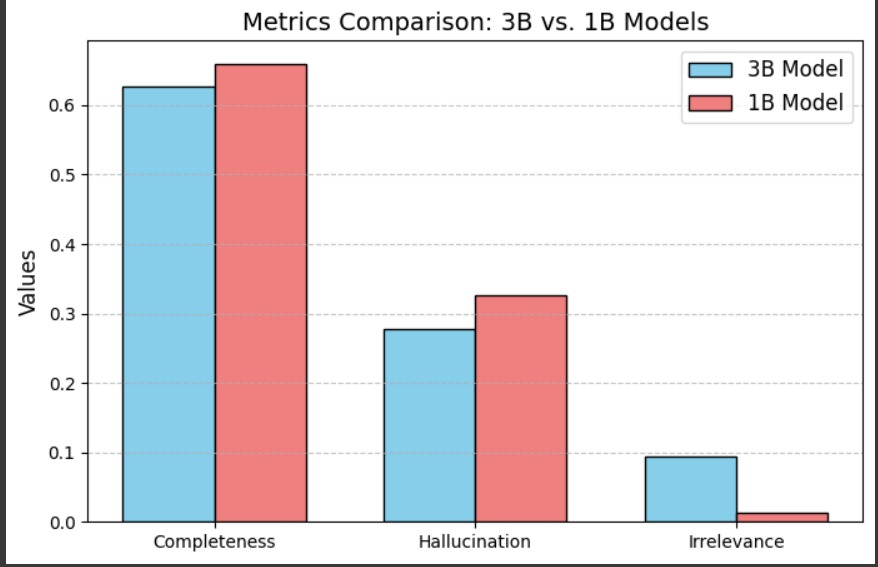 Metrics Comparison: 3B vs. 1B Models
3B Model
1B Model
Values
0.6
0.5
0.4
0.3
0.2
0.1
0.0
Completeness
Hallucination
Irrelevance